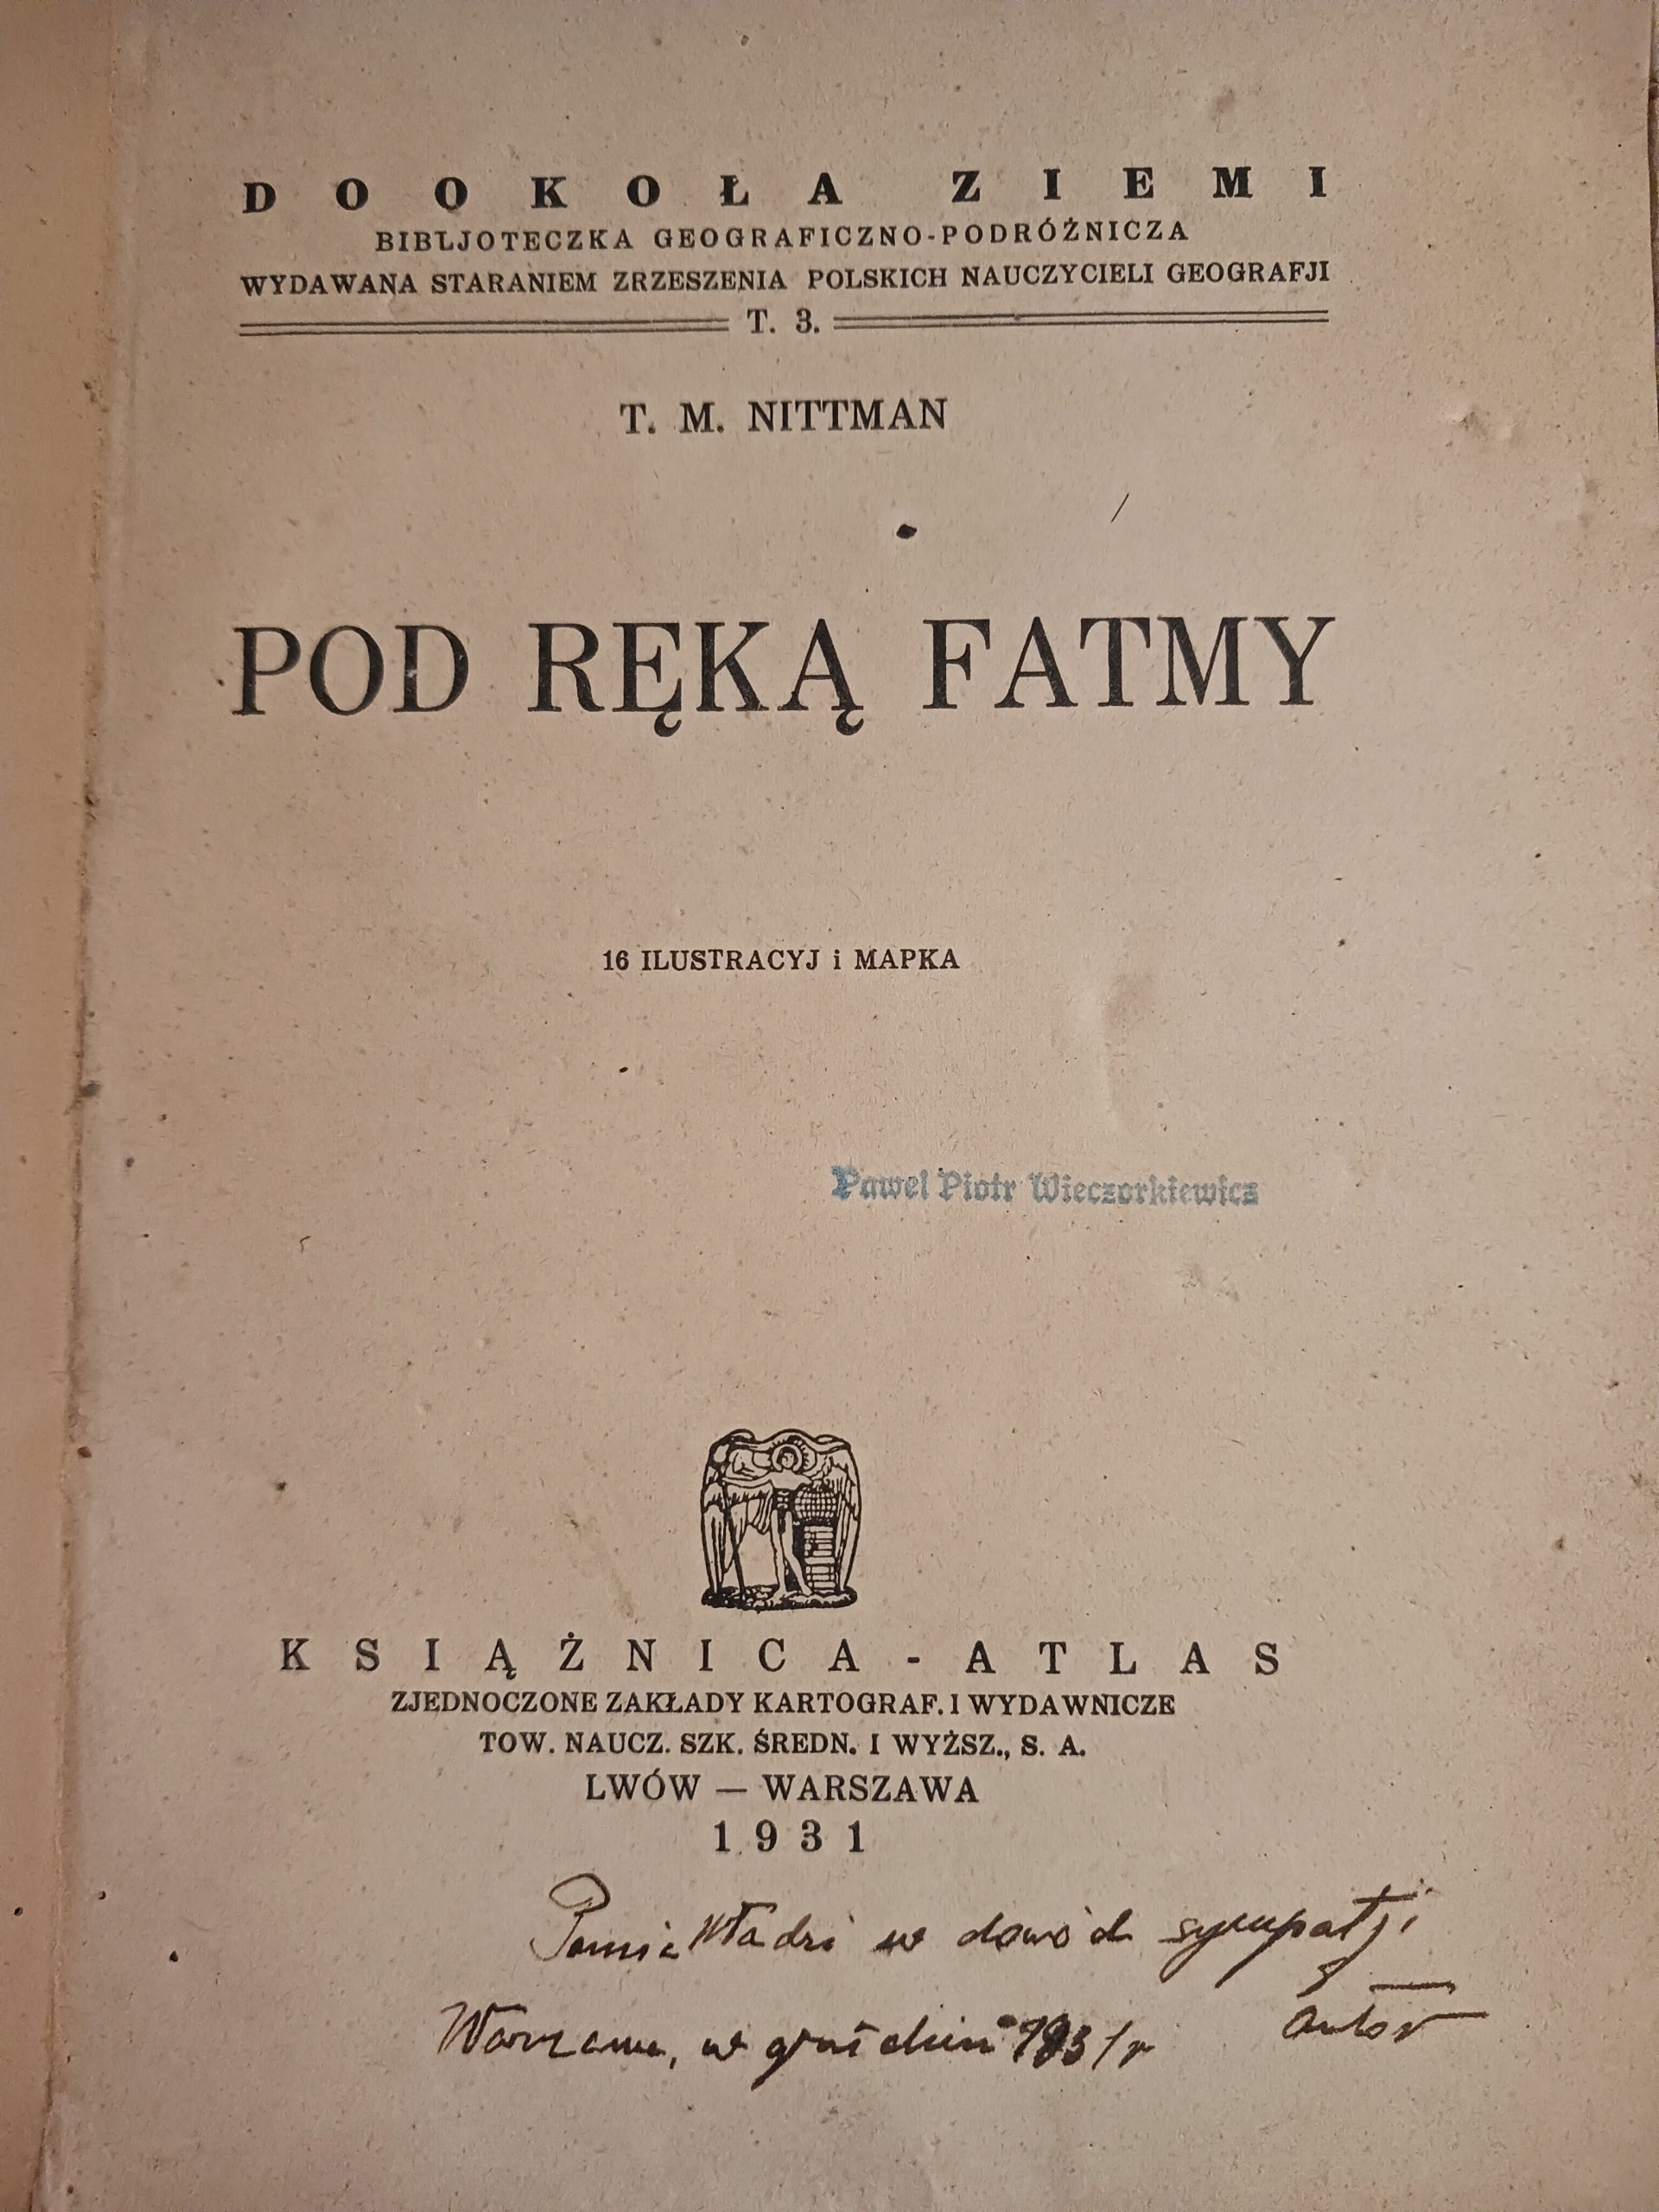 DOOKOŁA ZIEMI
BIBLJOTECZKA GEOGRAFICZNO-PODRÓŻNICZA
WYDAWANA STARANIEM ZRZESZENIA POLSKICH NAUCZYCIELI GEOGRAFJI
T. 3.
T. M. NITTMAN
POD RĘKĄ FATMY
16 ILUSTRACYJ i MAPKA
Paweł Piotr Wieczorkiewicz
KSIĄŻNICA-ATLAS
ZJEDNOCZONE ZAKŁADY KARTOGRAF. I WYDAWNICZE
TOW. NAUCZ. SZK. ŚREDN. I WYŻSZ., S. A.
LWÓW — WARSZAWA
1931
w dowód sympatji
Autor
Warszawa, w grudniu 1931 r